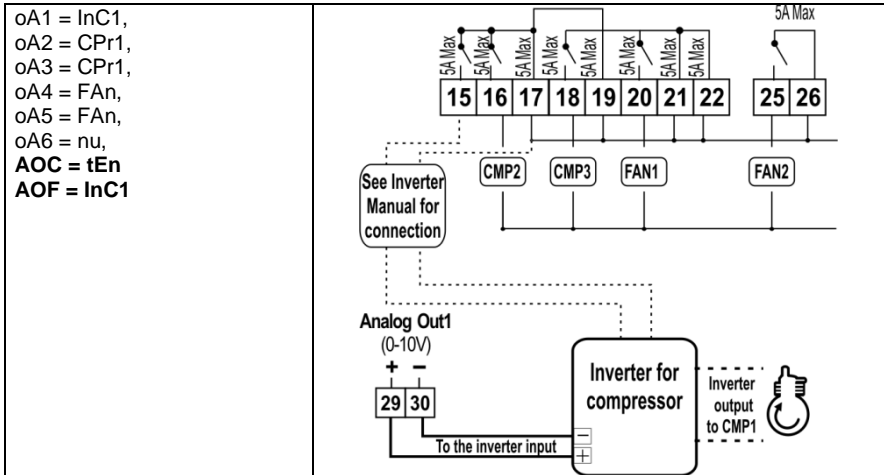 oA1 = InC1,
oA2 = CPr1,
oA3 = CPr1,
oA4 = FAn,
oA5 = FAn,
oA6 = nu,
AOC = tEn
AOF = InC1
5A Max
5A Max
5A Max
5A Max
5A Max
5A Max
5A Max
5A Max
5A Max
15 16 17 18 19 20 21 22 25 26
CMP2 CMP3 FAN1 FAN2
See Inverter
Manual for
connection
Analog Out1
(0-10V)
+ −
29 30
To the inverter input
−
+
Inverter for
compressor
Inverter
output
to CMP1